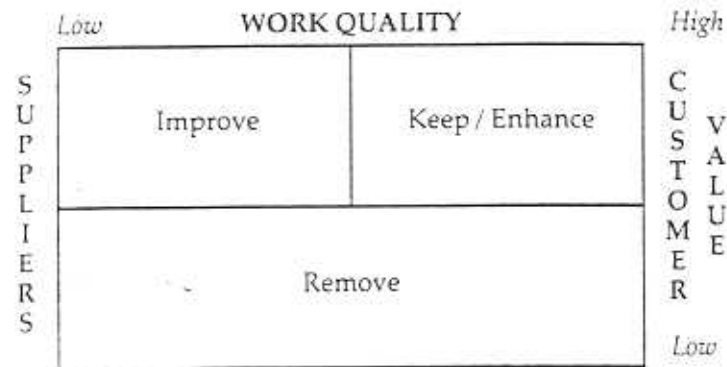 Low WORK QUALITY High
SUPPLIERS
Improve
Keep / Enhance
CUSTOMER
VALUE
Remove
Low